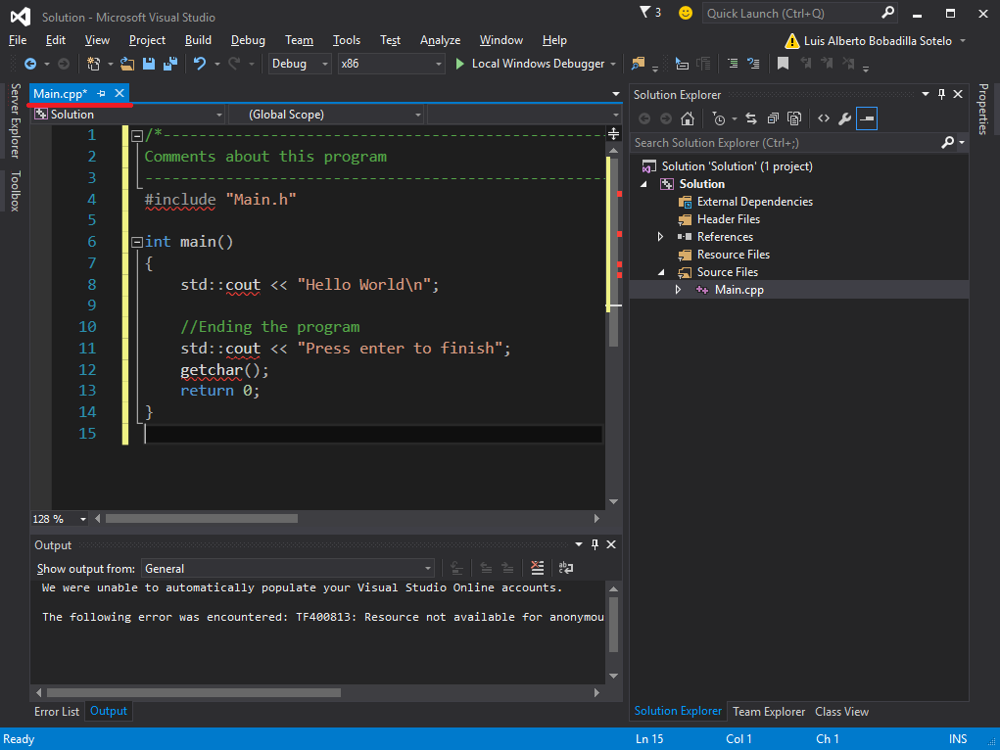 Solution - Microsoft Visual Studio
3
Quick Launch (Ctrl+Q)
File Edit View Project Build Debug Team Tools Test Analyze Window Help
Luis Alberto Bobadilla Sotelo
Debug x86 Local Windows Debugger
Server Explorer
Toolbox
Main.cpp*
Solution (Global Scope)
1 /*--------------------------------------------------
2 Comments about this program
3 ----------------------------------------------------
4 #include "Main.h"
5
6 int main()
7 {
8 std::cout << "Hello World\n";
9
10 //Ending the program
11 std::cout << "Press enter to finish";
12 getchar();
13 return 0;
14 }
15
128 %
Output
Show output from: General
We were unable to automatically populate your Visual Studio Online accounts.
The following error was encountered: TF400813: Resource not available for anonymou
Error List Output
Solution Explorer
Search Solution Explorer (Ctrl+;)
Solution 'Solution' (1 project)
Solution
External Dependencies
Header Files
References
Resource Files
Source Files
Main.cpp
Solution Explorer Team Explorer Class View
Properties
Ready Ln 15 Col 1 Ch 1 INS